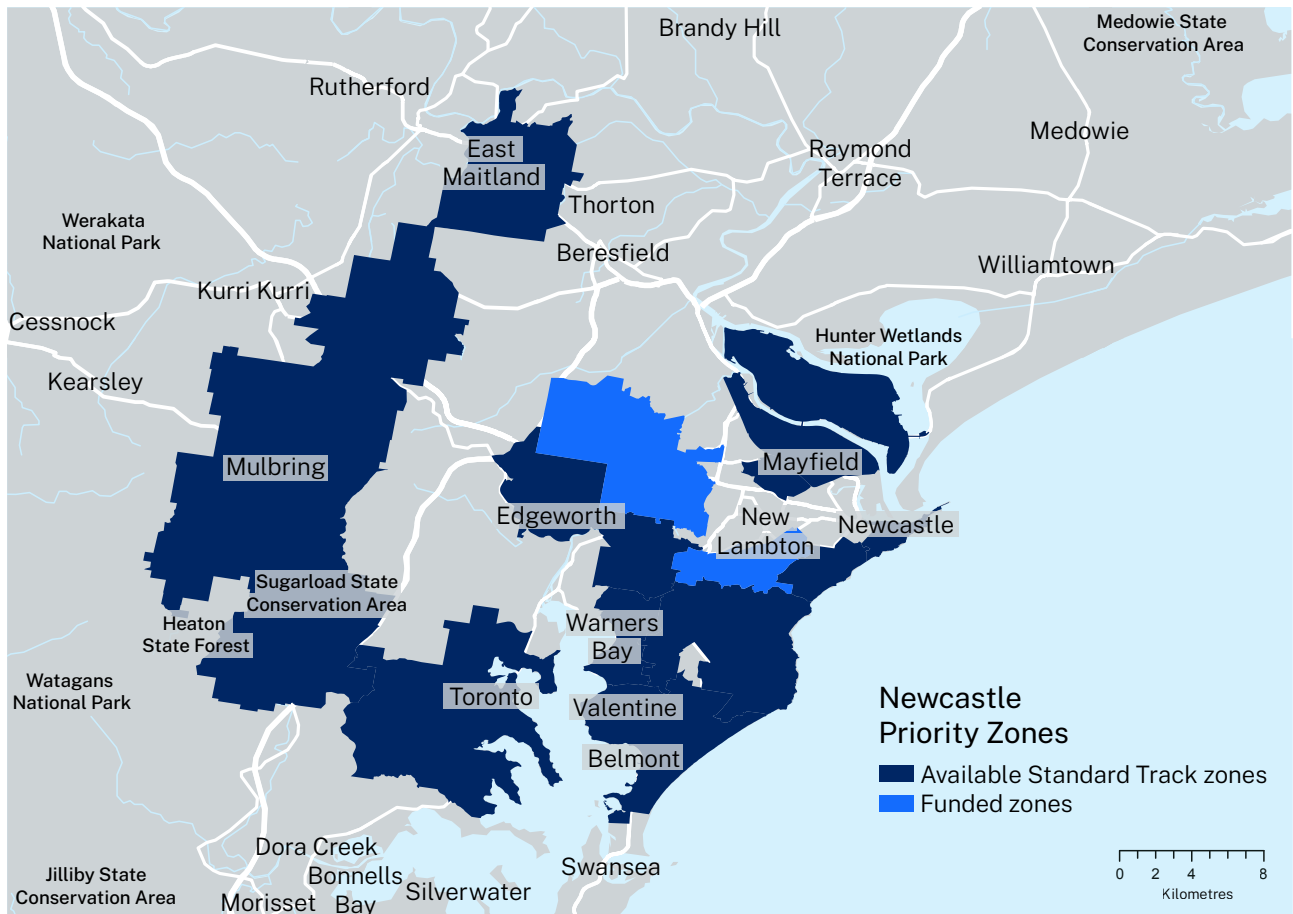 Brandy Hill
Medowie State
Conservation Area
Rutherford
Medowie
East
Maitland
Raymond
Terrace
Thorton
Werakata
National Park
Beresfield
Williamtown
Kurri Kurri
Cessnock
Hunter Wetlands
National Park
Kearsley
Mulbring
Mayfield
Edgeworth
New
Lambton
Newcastle
Sugarload State
Conservation Area
Heaton
State Forest
Warners
Bay
Watagans
National Park
Toronto
Valentine
Belmont
Newcastle
Priority Zones
Available Standard Track zones
Funded zones
Dora Creek
Bonnells
Bay
Silverwater
Swansea
Jilliby State
Conservation Area
Morisset
0 2 4 6 8
Kilometres